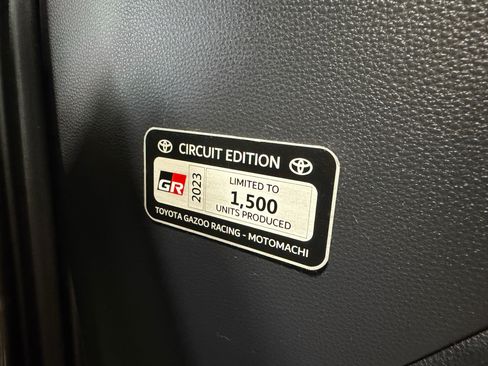 CIRCUIT EDITION
GR
2023
LIMITED TO
1,500
UNITS PRODUCED
TOYOTA GAZOO RACING - MOTOMACHI